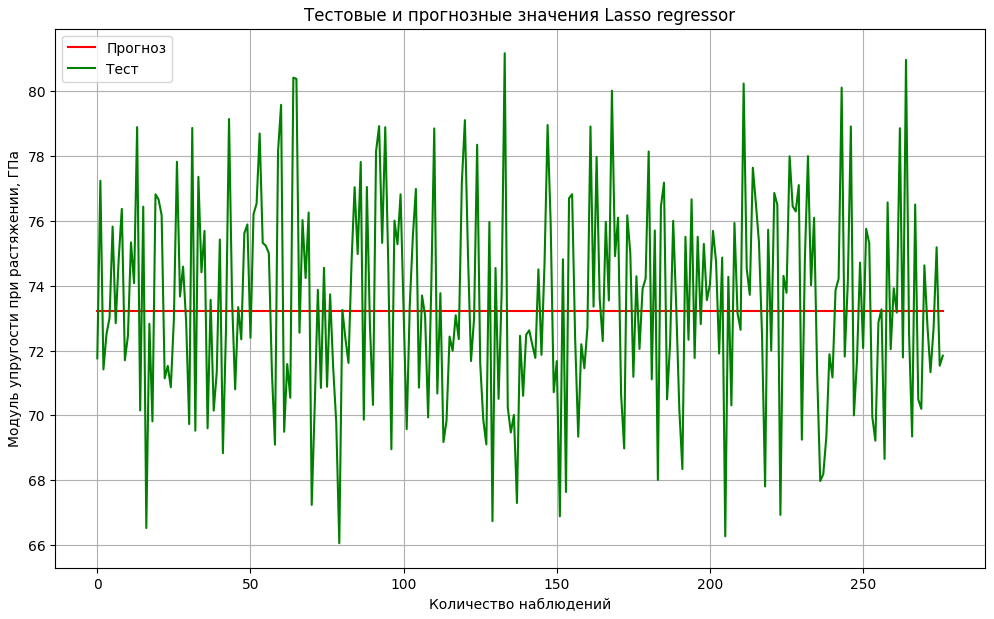 Тестовые и прогнозные значения Lasso regressor
Прогноз
Тест
Модуль упругости при растяжении, ГПа
80
78
76
74
72
70
68
66
0 50 100 150 200 250
Количество наблюдений